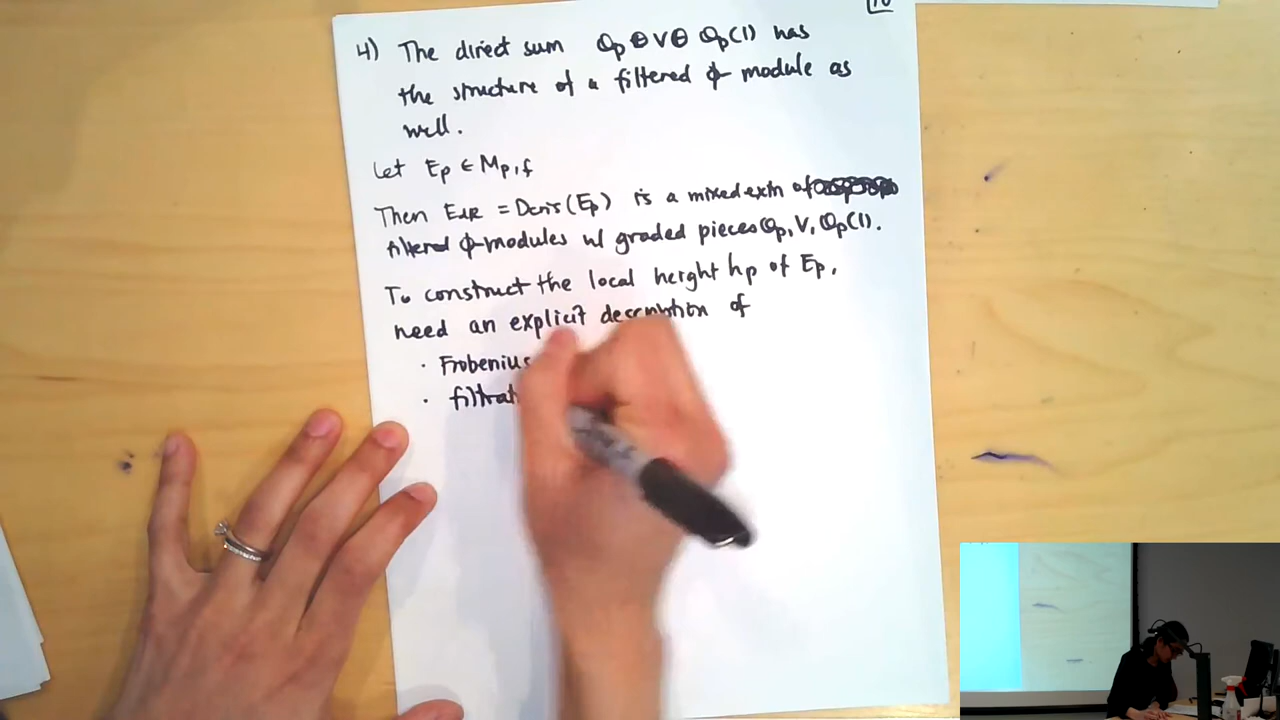 4) The direct sum ℚp ⊕ V ⊕ ℚp(1) has
the structure of a filtered ϕ-module as
well.
Let Ep ∈ Mp,f
Then EdR = Dcris(Ep) is a mixed extn of
filtered ϕ-modules w/ graded pieces ℚp, V, ℚp(1).
To construct the local height hp of Ep,
need an explicit description of
· Frobenius
· filtrat